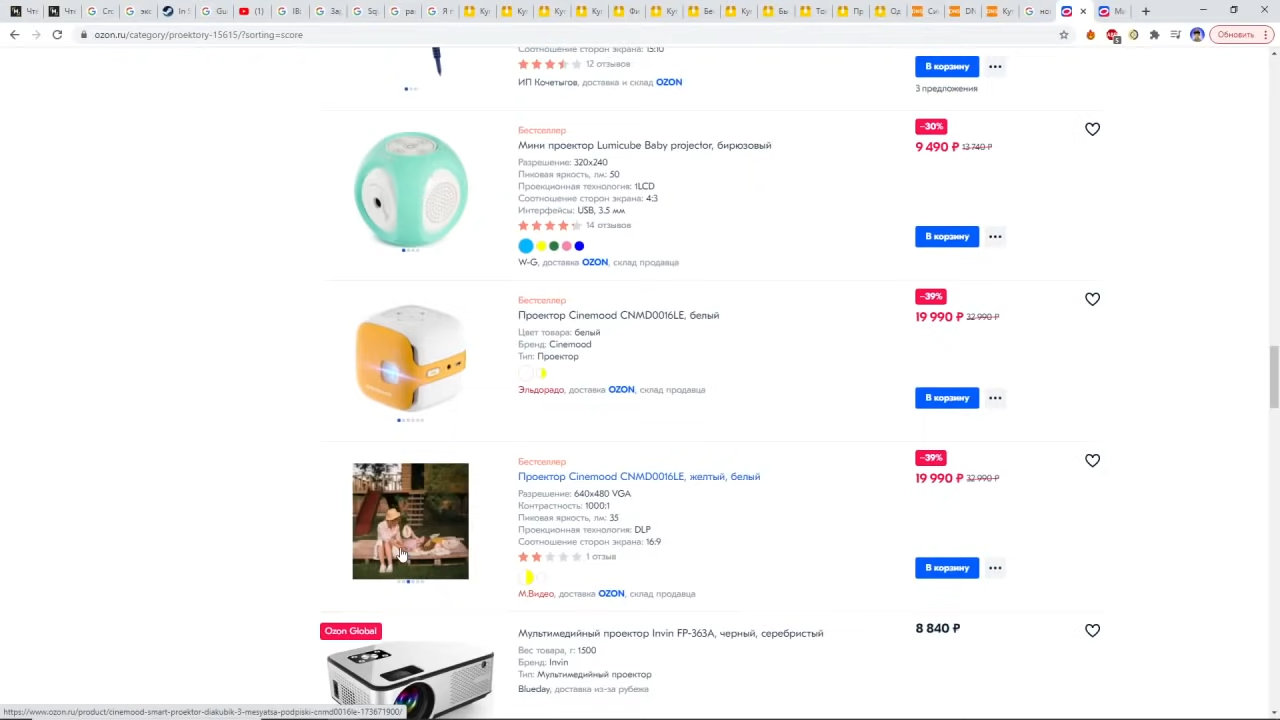 ozon.ru/category/proektory-15615/?sorting=score
Обновить
Соотношение сторон экрана: 15:10
12 отзывов
ИП Кочетыгов, доставка и склад OZON
В корзину
3 предложения
Бестселлер
Мини проектор Lumicube Baby projector, бирюзовый
Разрешение: 320x240
Пиковая яркость, лм: 50
Проекционная технология: 1LCD
Соотношение сторон экрана: 4:3
Интерфейсы: USB, 3.5 мм
14 отзывов
W-G, доставка OZON, склад продавца
–30%
9 490 ₽ 13 740 ₽
В корзину
Бестселлер
Проектор Cinemood CNMD0016LE, белый
Цвет товара: белый
Бренд: Cinemood
Тип: Проектор
Эльдорадо, доставка OZON, склад продавца
–39%
19 990 ₽ 32 990 ₽
В корзину
Бестселлер
Проектор Cinemood CNMD0016LE, желтый, белый
Разрешение: 640x480 VGA
Контрастность: 1000:1
Пиковая яркость, лм: 35
Проекционная технология: DLP
Соотношение сторон экрана: 16:9
1 отзыв
М.Видео, доставка OZON, склад продавца
–39%
19 990 ₽ 32 990 ₽
В корзину
Ozon Global
Мультимедийный проектор Invin FP-363A, черный, серебристый
Вес товара, г: 1500
Бренд: Invin
Тип: Мультимедийный проектор
Blueday, доставка из-за рубежа
8 840 ₽
https://www.ozon.ru/product/cinemood-smart-proektor-diakubik-3-mesyatsa-podpiski-cnmd0016le-173671900/